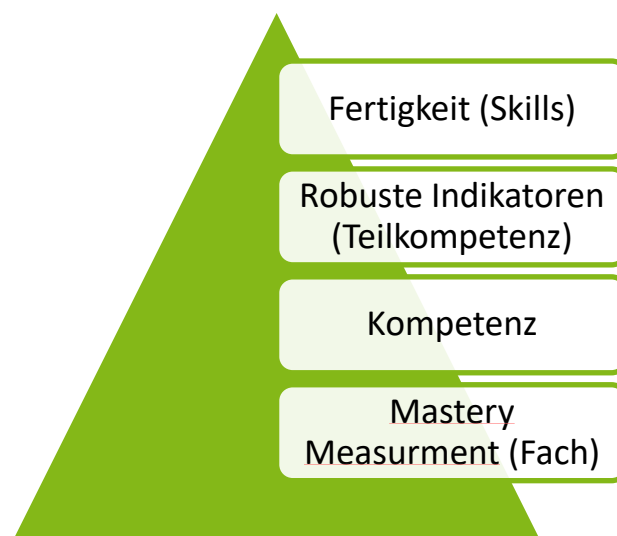 Fertigkeit (Skills)
Robuste Indikatoren
(Teilkompetenz)
Kompetenz
Mastery
Measurment (Fach)